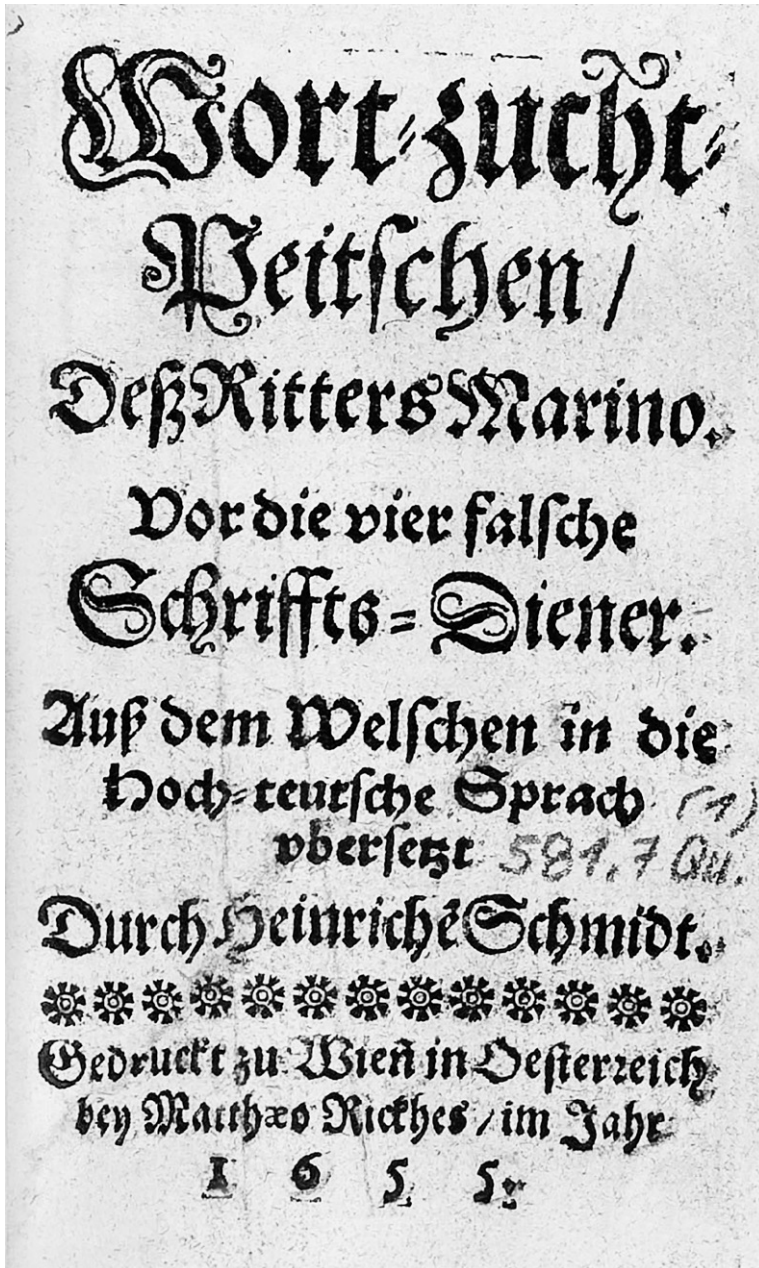 Wort-zucht-
Peitschen /
Deß Ritters Marino.
Vor die vier falsche
Schriffts-Diener.
Auß dem Welschen in die
Hoch-teutsche Sprach (1)
vbersetzt 581.7 Qu.
Durch Heinrichē Schmidt.
Gedruckt zu Wien̄ in Oesterreich
bey Matthæo Rickhes / im Jahr
1 6 5 5.